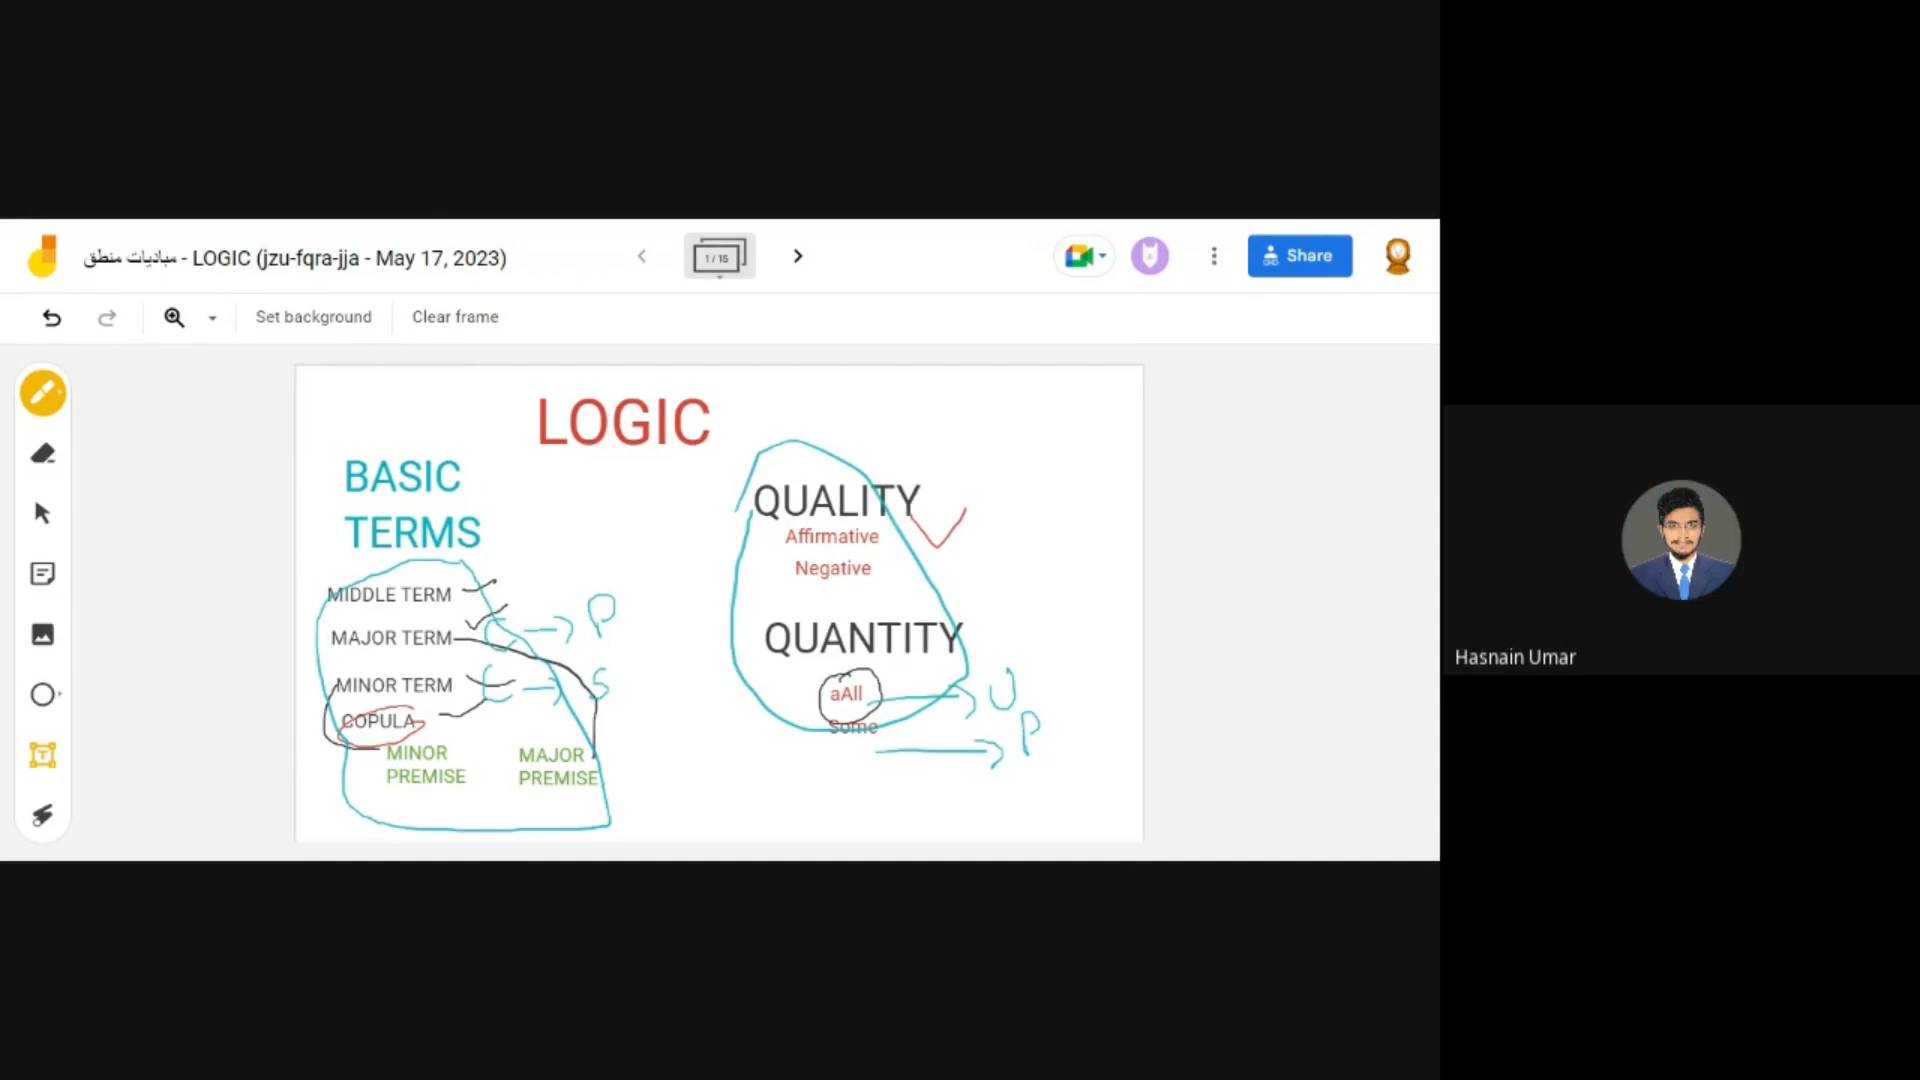 مبادیات منطق - LOGIC (jzu-fqra-jja - May 17, 2023)
1 / 15
Share
Set background
Clear frame
LOGIC
BASIC
TERMS
MIDDLE TERM
MAJOR TERM
P
MINOR TERM
S
COPULA
MINOR
PREMISE
MAJOR
PREMISE
QUALITY
Affirmative
Negative
QUANTITY
aAll
U
Some
P
Hasnain Umar